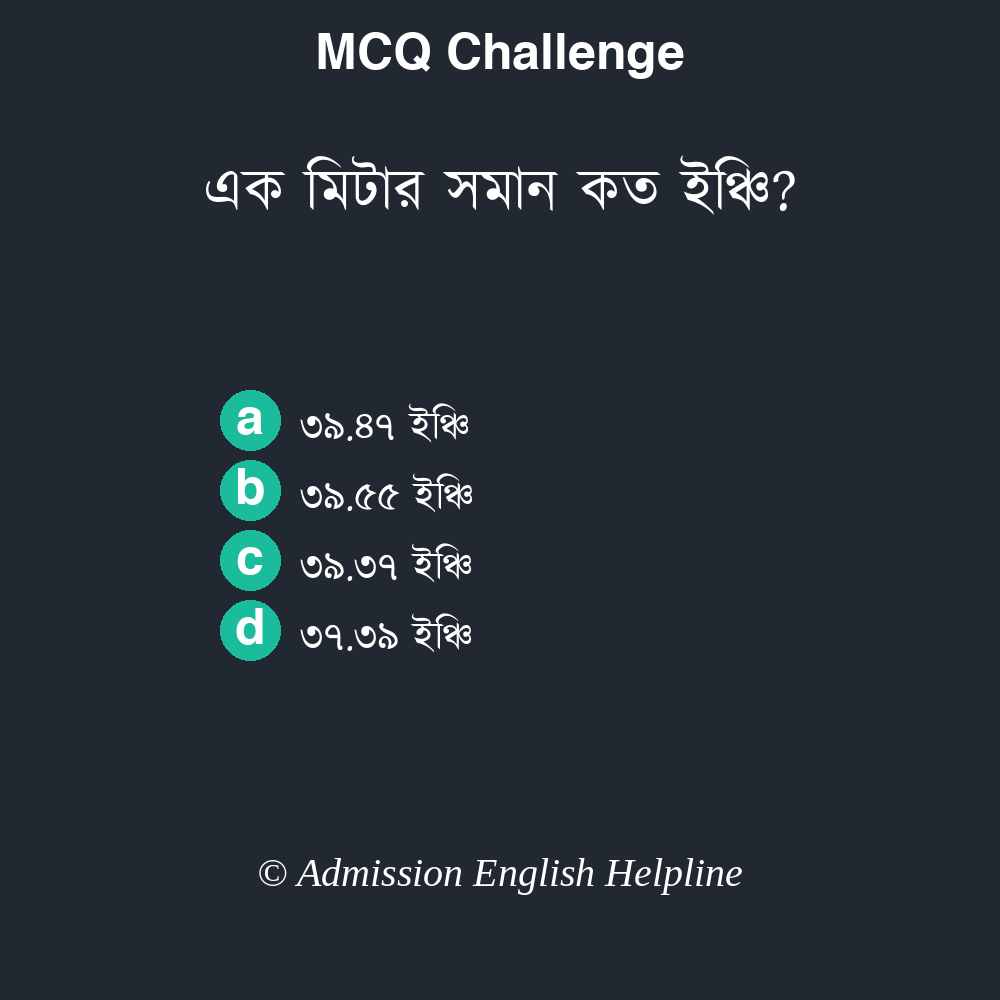 MCQ Challenge
এক মিটার সমান কত ইঞ্চি?
a ৩৯.৪৭ ইঞ্চি
b ৩৯.৫৫ ইঞ্চি
c ৩৯.৩৭ ইঞ্চি
d ৩৭.৩৯ ইঞ্চি
© Admission English Helpline